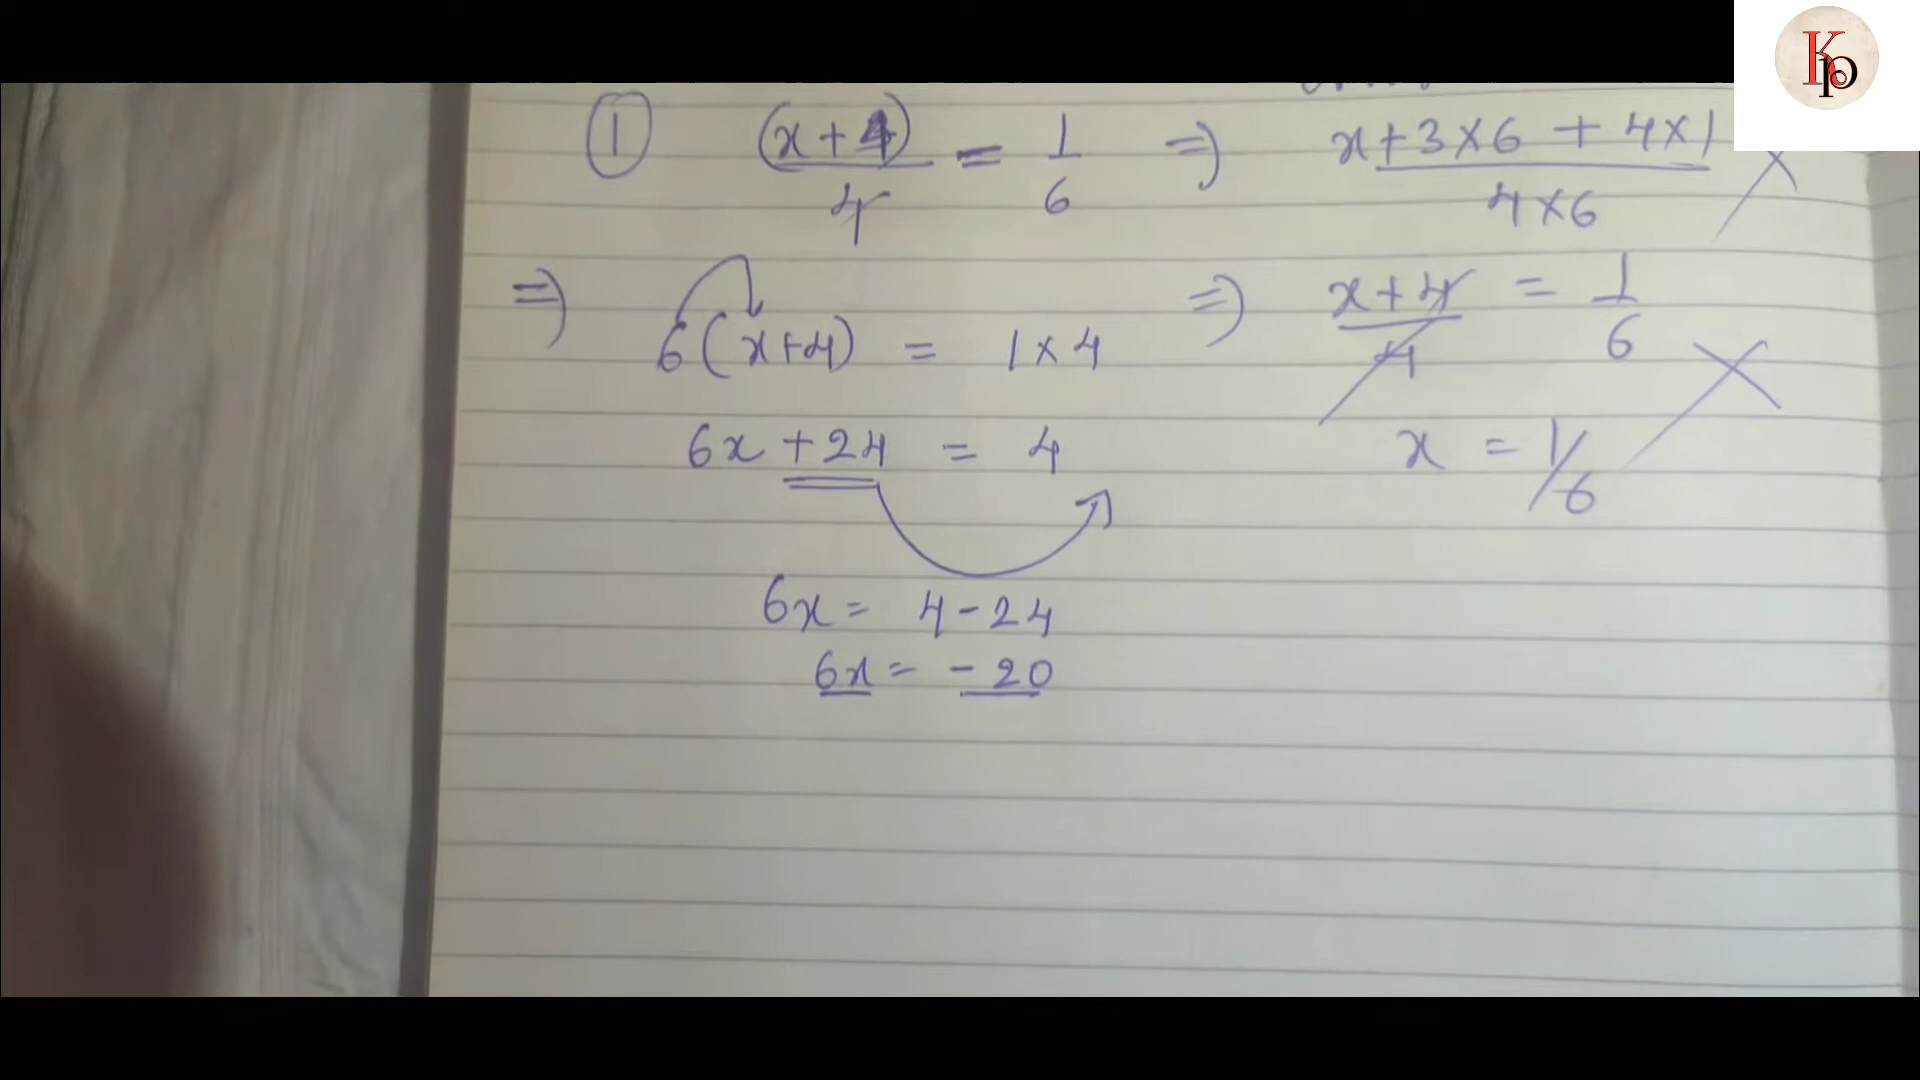 ① (x+4)/4 = 1/6 ⇒ x+3×6 + 4×1 / 4×6
⇒ 6(x+4) = 1×4 ⇒ x+4/4 = 1/6
6x +24 = 4 x = 1/6
6x = 4-24
6x = -20
Kp